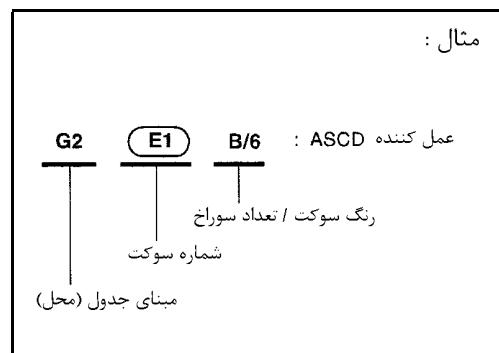 مثال :
G2 E1 B/6 : ASCD عمل کننده
رنگ سوکت / تعداد سوراخ
شماره سوکت
مبنای جدول (محل)